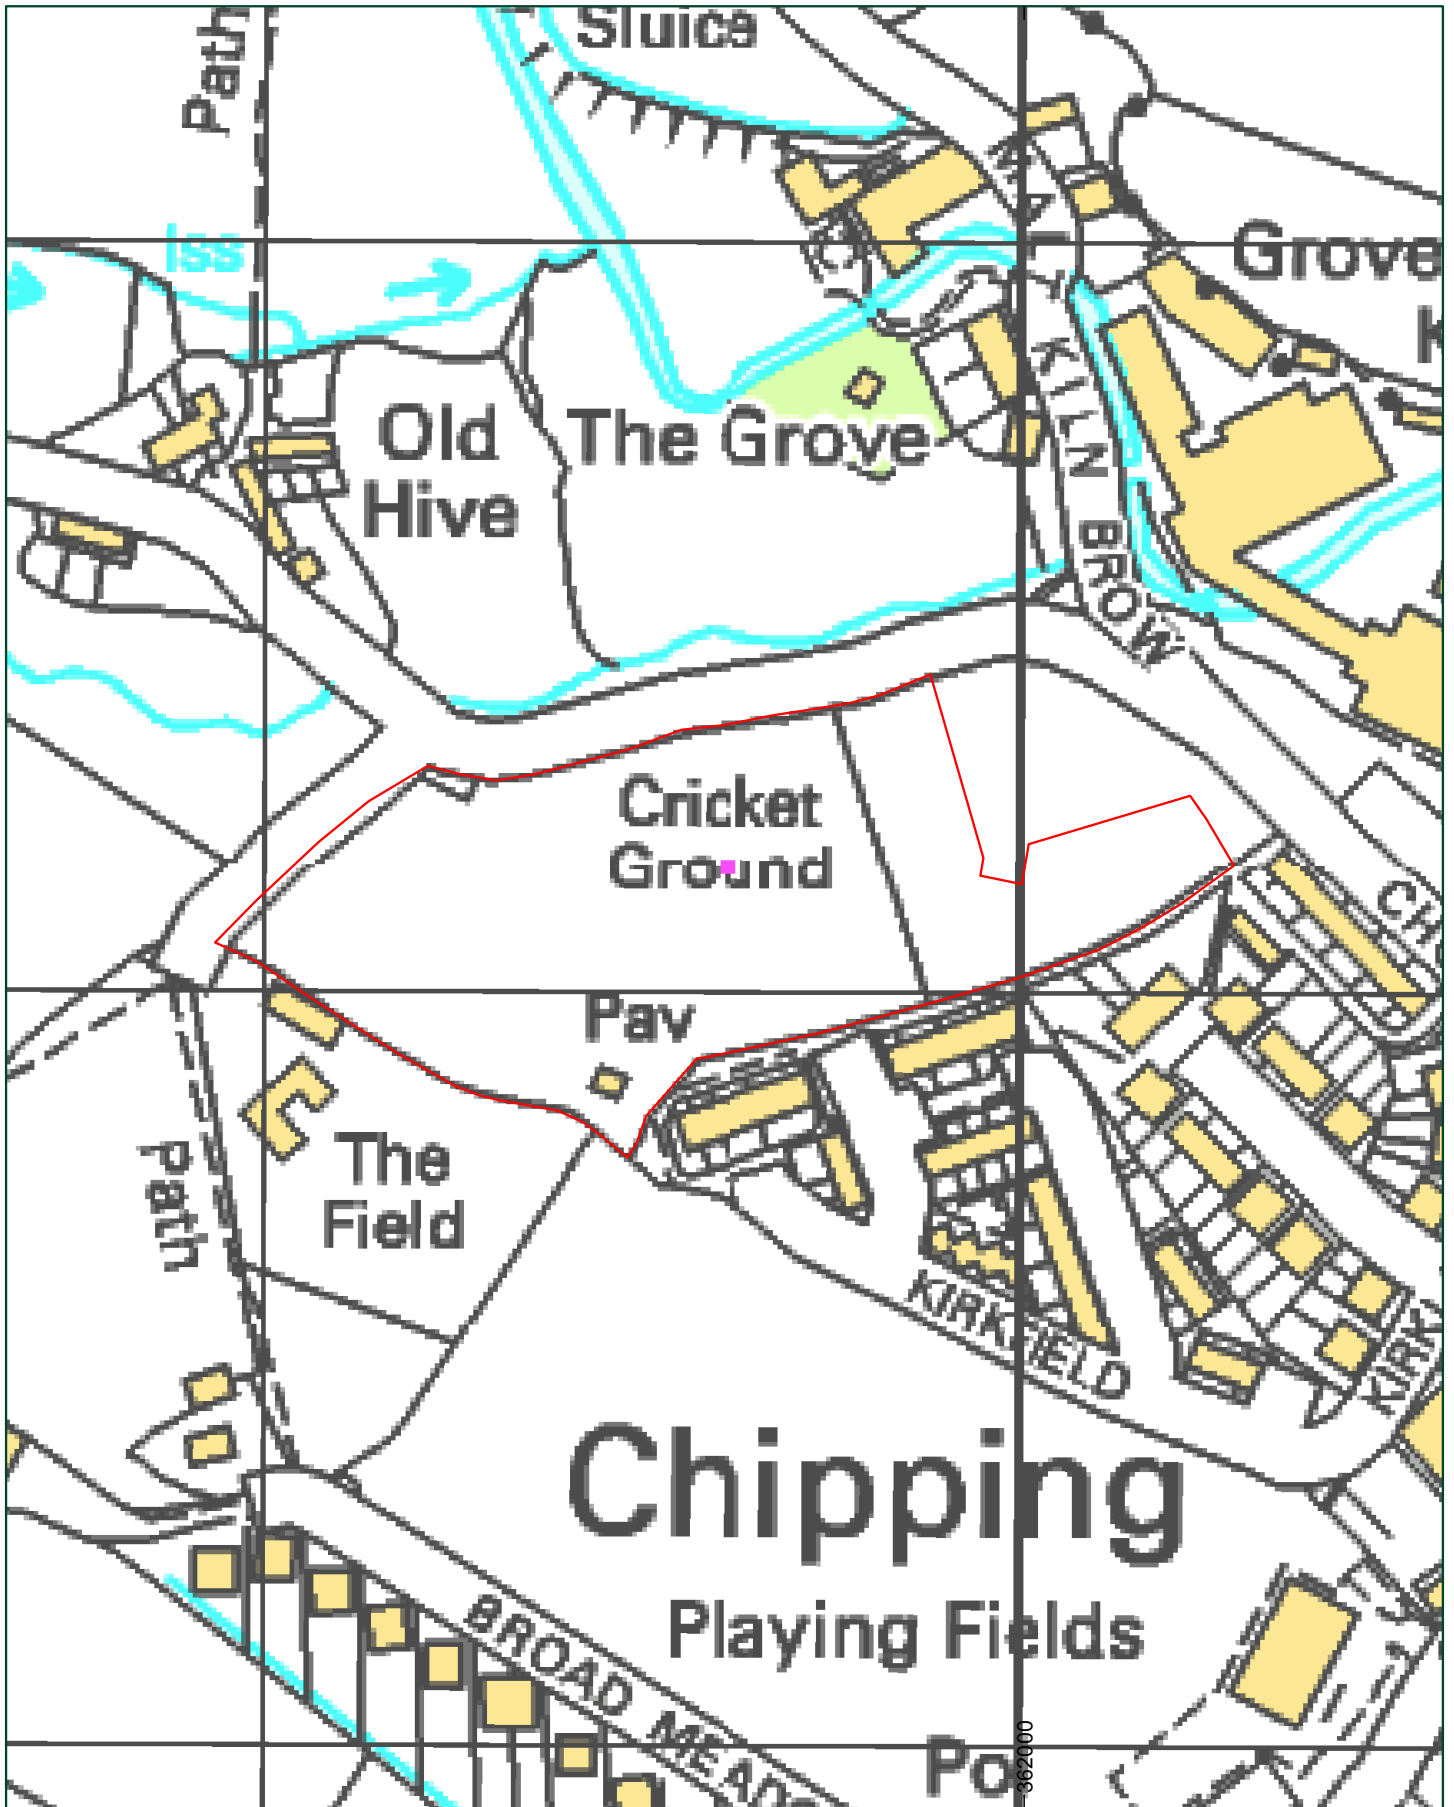 Sluice
Path
MALT
KILN BROW
Iss
Grove
K
Old
Hive
The Grove
Cricket
Ground
CH
Pav
The
Field
Path
KIRKFIELD
KIRK
Chipping
Playing Fields
BROAD MEADO
Po
362000